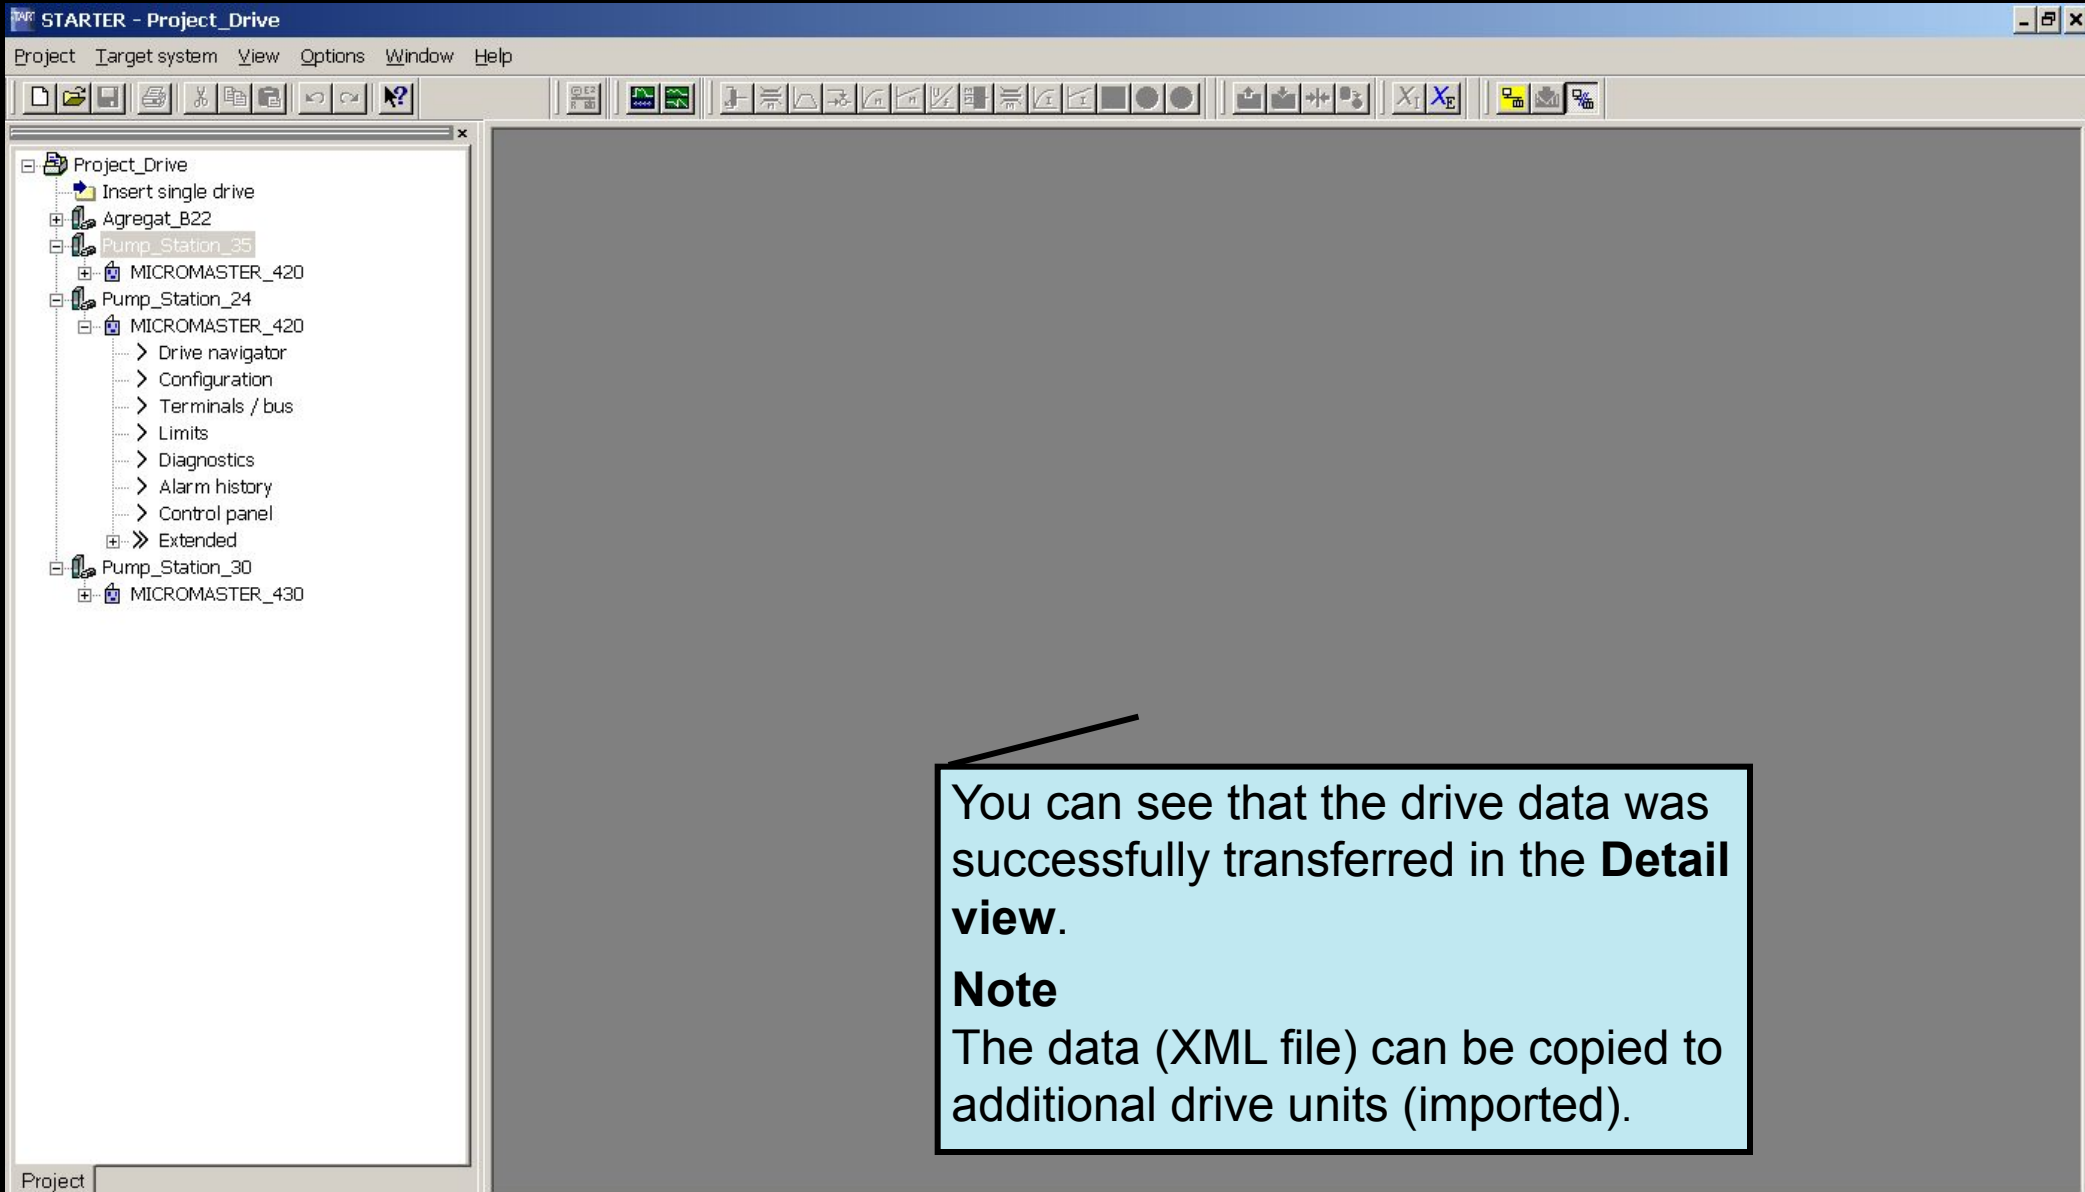 STARTER - Project_Drive
Project Target system View Options Window Help
Project_Drive
Insert single drive
Agregat_B22
Pump_Station_35
MICROMASTER_420
Pump_Station_24
MICROMASTER_420
Drive navigator
Configuration
Terminals / bus
Limits
Diagnostics
Alarm history
Control panel
Extended
Pump_Station_30
MICROMASTER_430
You can see that the drive data was
successfully transferred in the Detail
view.
Note
The data (XML file) can be copied to
additional drive units (imported).
Project